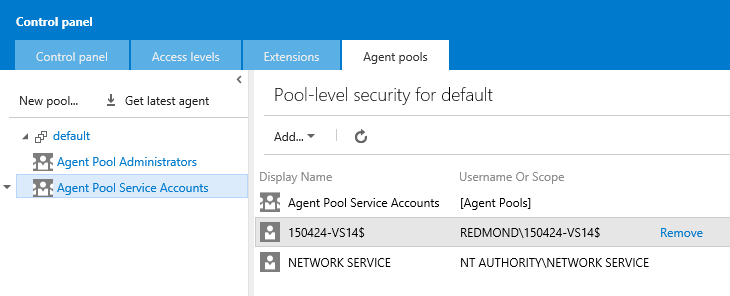 Control panel
Control panel Access levels Extensions Agent pools
New pool... Get latest agent
default
Agent Pool Administrators
Agent Pool Service Accounts
Pool-level security for default
Add...
Display Name Username Or Scope
Agent Pool Service Accounts [Agent Pools]
150424-VS14$ REDMOND\150424-VS14$ Remove
NETWORK SERVICE NT AUTHORITY\NETWORK SERVICE